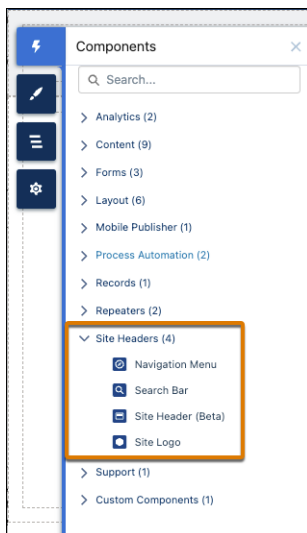 Components
Search...
Analytics (2)
Content (9)
Forms (3)
Layout (6)
Mobile Publisher (1)
Process Automation (2)
Records (1)
Repeaters (2)
Site Headers (4)
Navigation Menu
Search Bar
Site Header (Beta)
Site Logo
Support (1)
Custom Components (1)